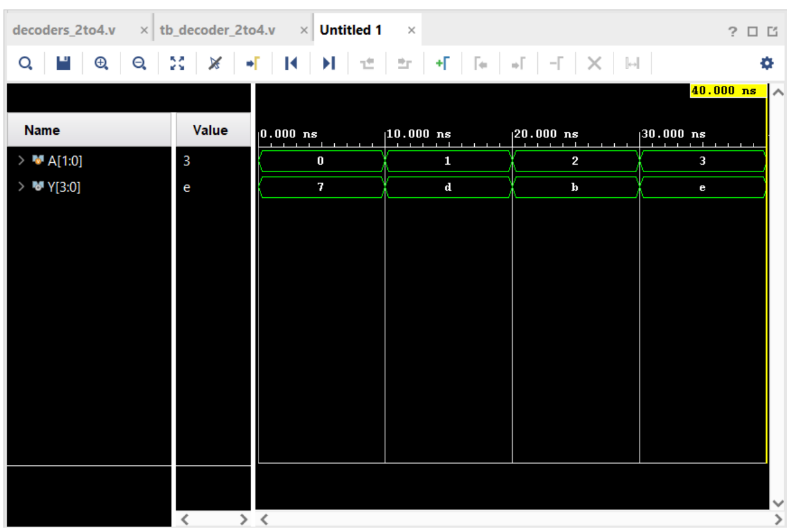 decoders_2to4.v × tb_decoder_2to4.v × Untitled 1 × ?
40.000 ns
Name Value 0.000 ns 10.000 ns 20.000 ns 30.000 ns
> A[1:0] 3 0 1 2 3
> Y[3:0] e 7 d b e